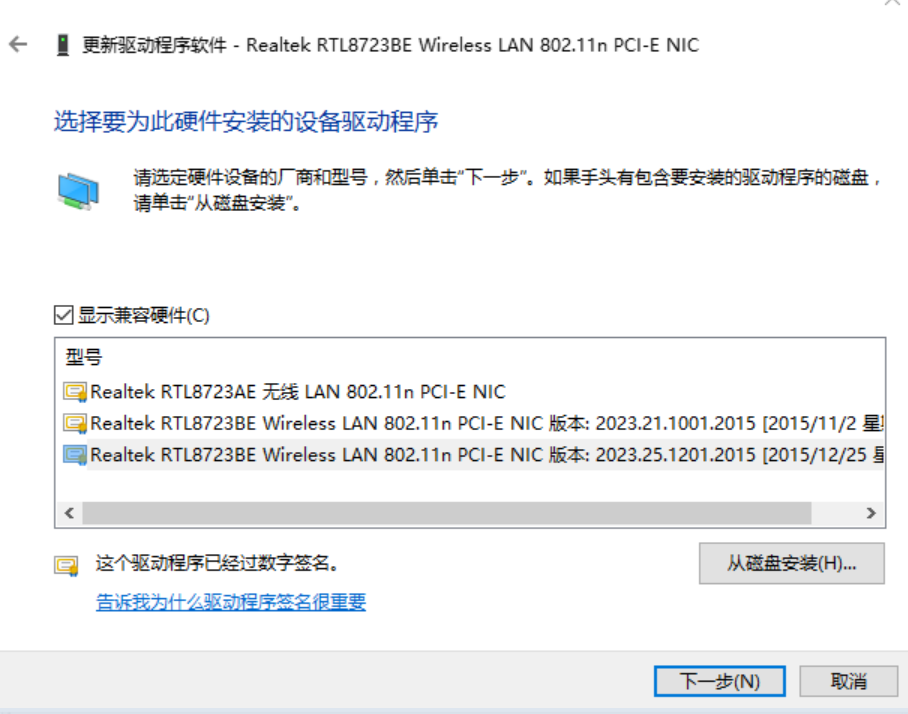 更新驱动程序软件 - Realtek RTL8723BE Wireless LAN 802.11n PCI-E NIC
选择要为此硬件安装的设备驱动程序
请选定硬件设备的厂商和型号，然后单击“下一步”。如果手头有包含要安装的驱动程序的磁盘，
请单击“从磁盘安装”。
显示兼容硬件(C)
型号
Realtek RTL8723AE 无线 LAN 802.11n PCI-E NIC
Realtek RTL8723BE Wireless LAN 802.11n PCI-E NIC 版本: 2023.21.1001.2015 [2015/11/2 星
Realtek RTL8723BE Wireless LAN 802.11n PCI-E NIC 版本: 2023.25.1201.2015 [2015/12/25 星
这个驱动程序已经过数字签名。
从磁盘安装(H)...
告诉我为什么驱动程序签名很重要
下一步(N)
取消